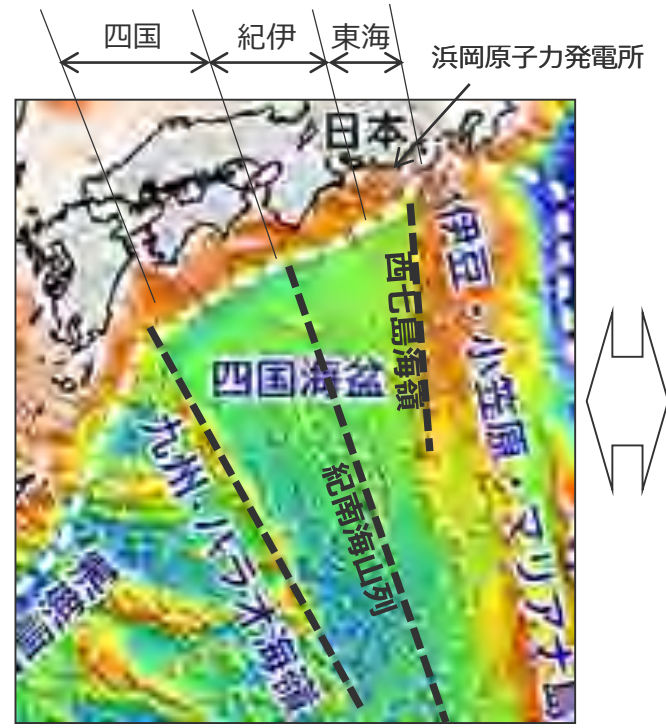 四国
紀伊
東海
浜岡原子力発電所
日本
伊豆・小笠原・マリアナ島
西七島海嶺
四国海盆
九州・パラオ海嶺
紀南海山列